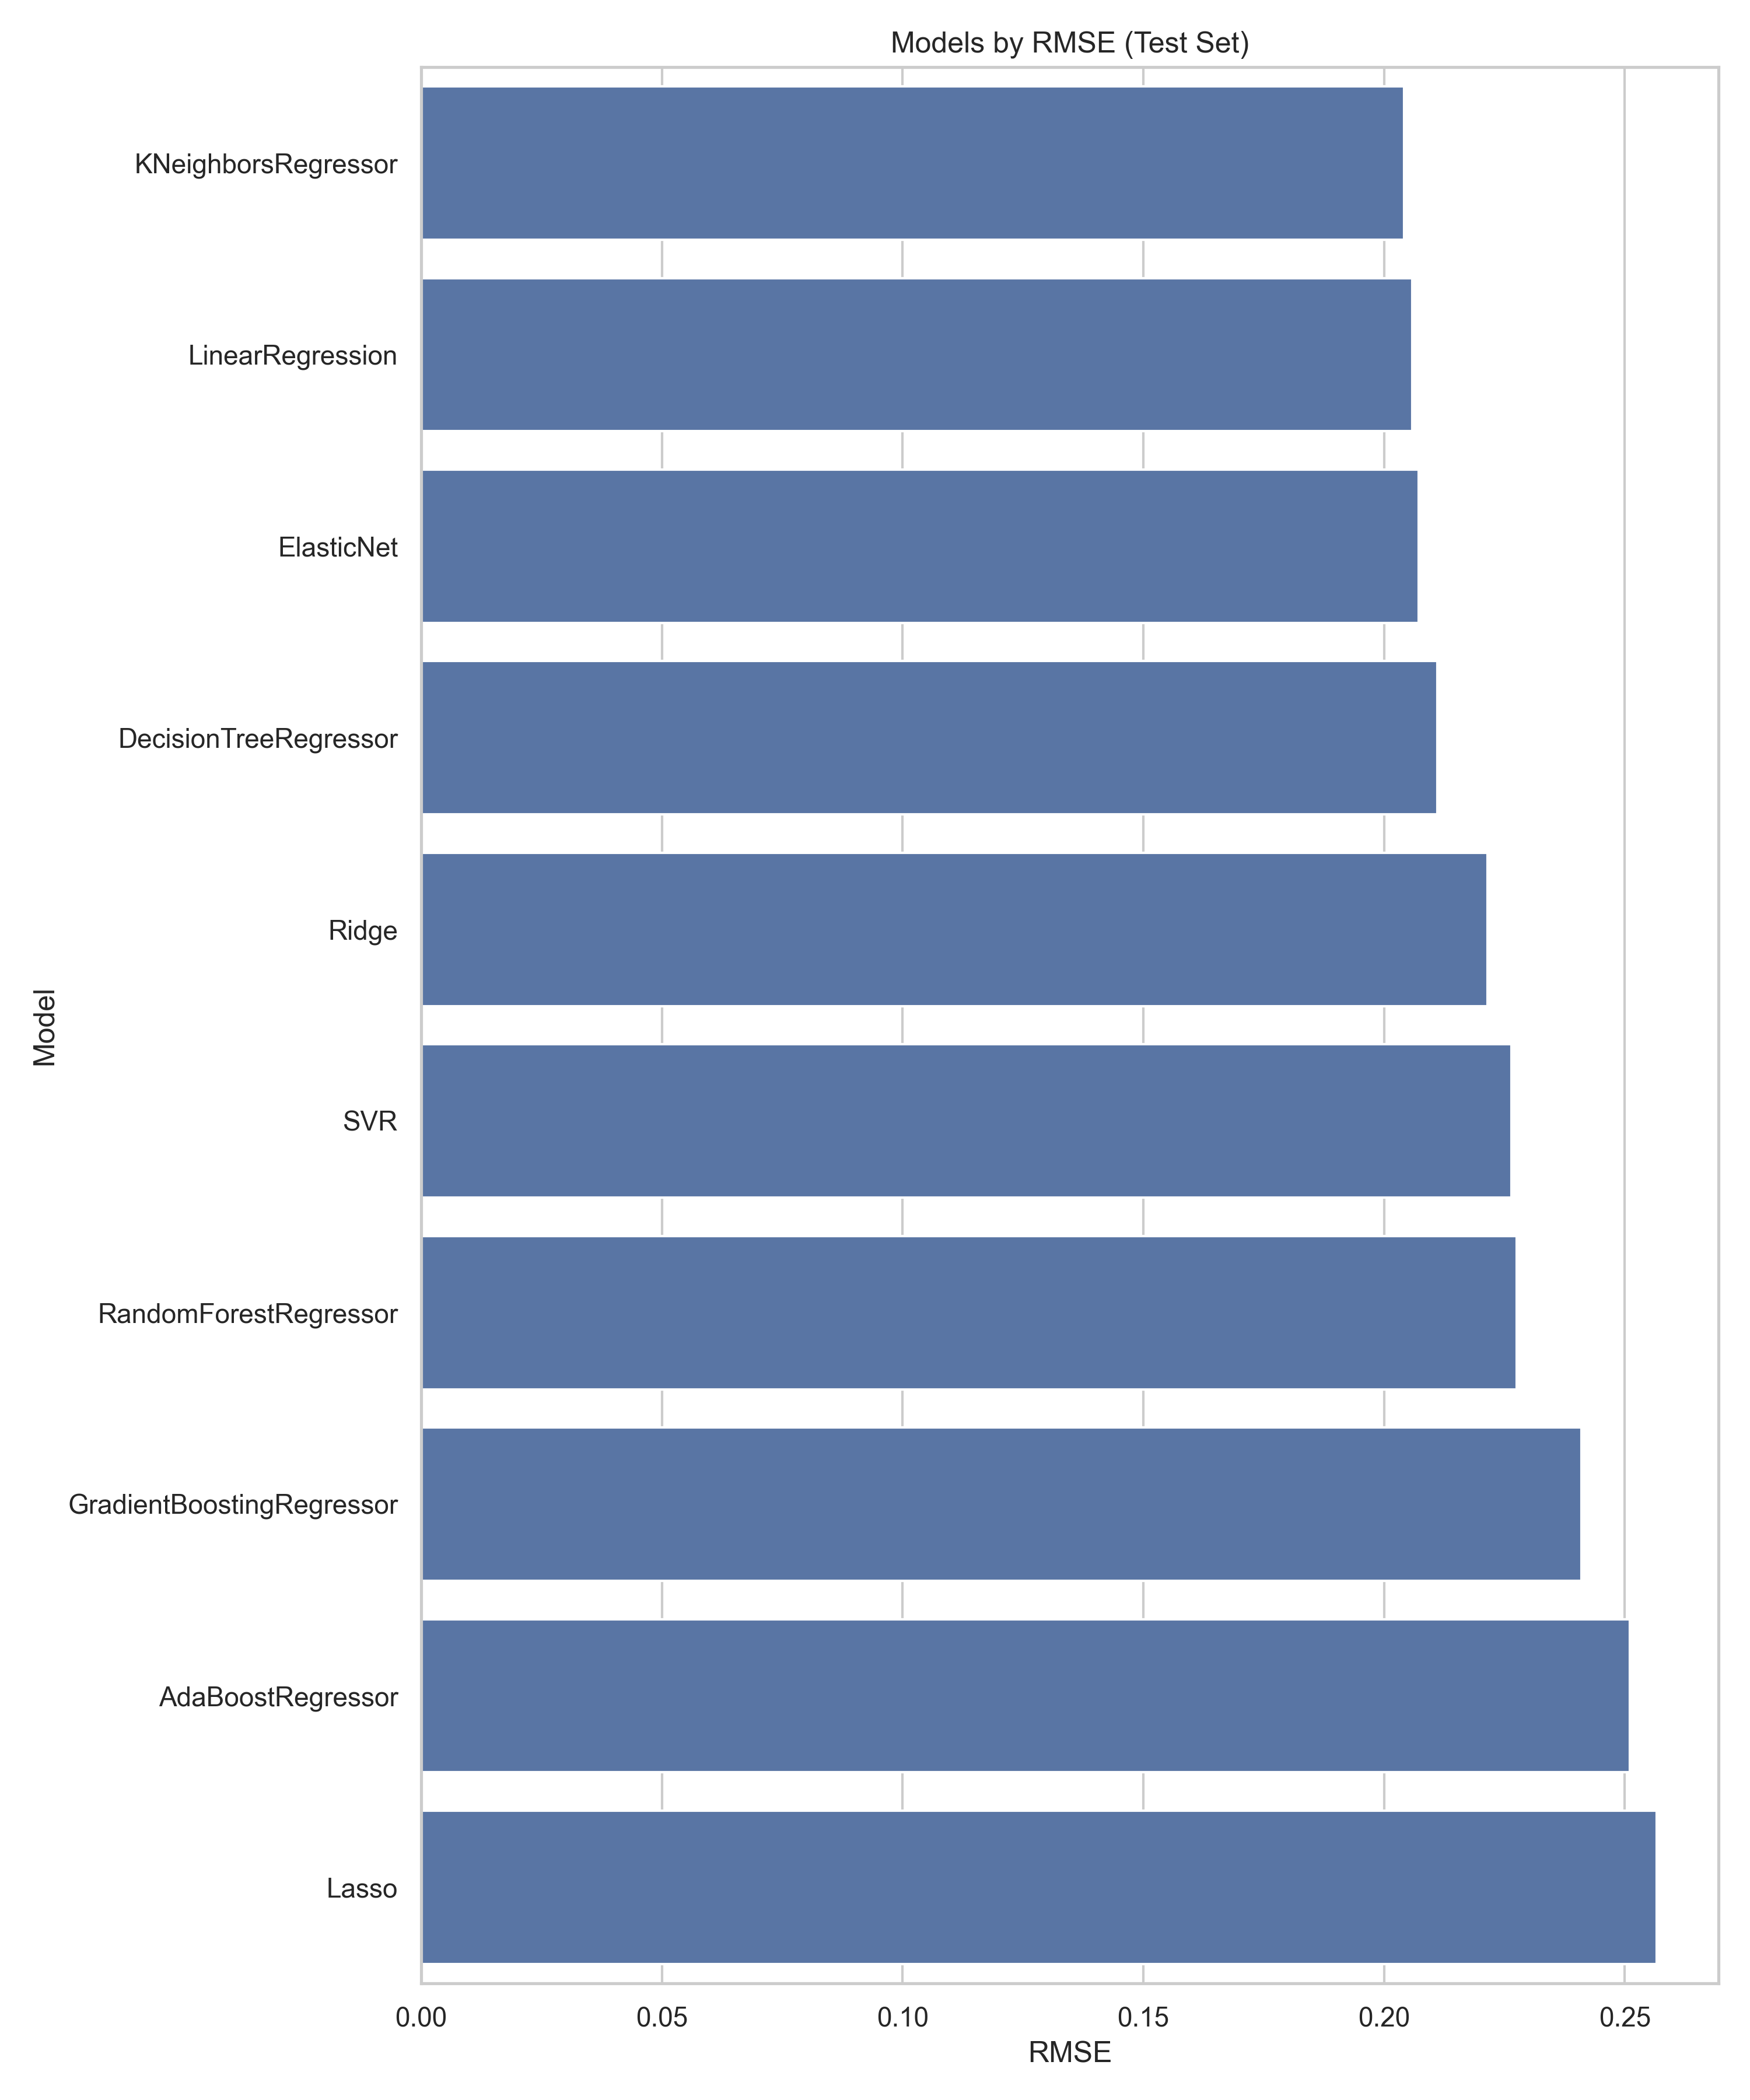 Models by RMSE (Test Set)
Model
KNeighborsRegressor
LinearRegression
ElasticNet
DecisionTreeRegressor
Ridge
SVR
RandomForestRegressor
GradientBoostingRegressor
AdaBoostRegressor
Lasso
0.00 0.05 0.10 0.15 0.20 0.25
RMSE